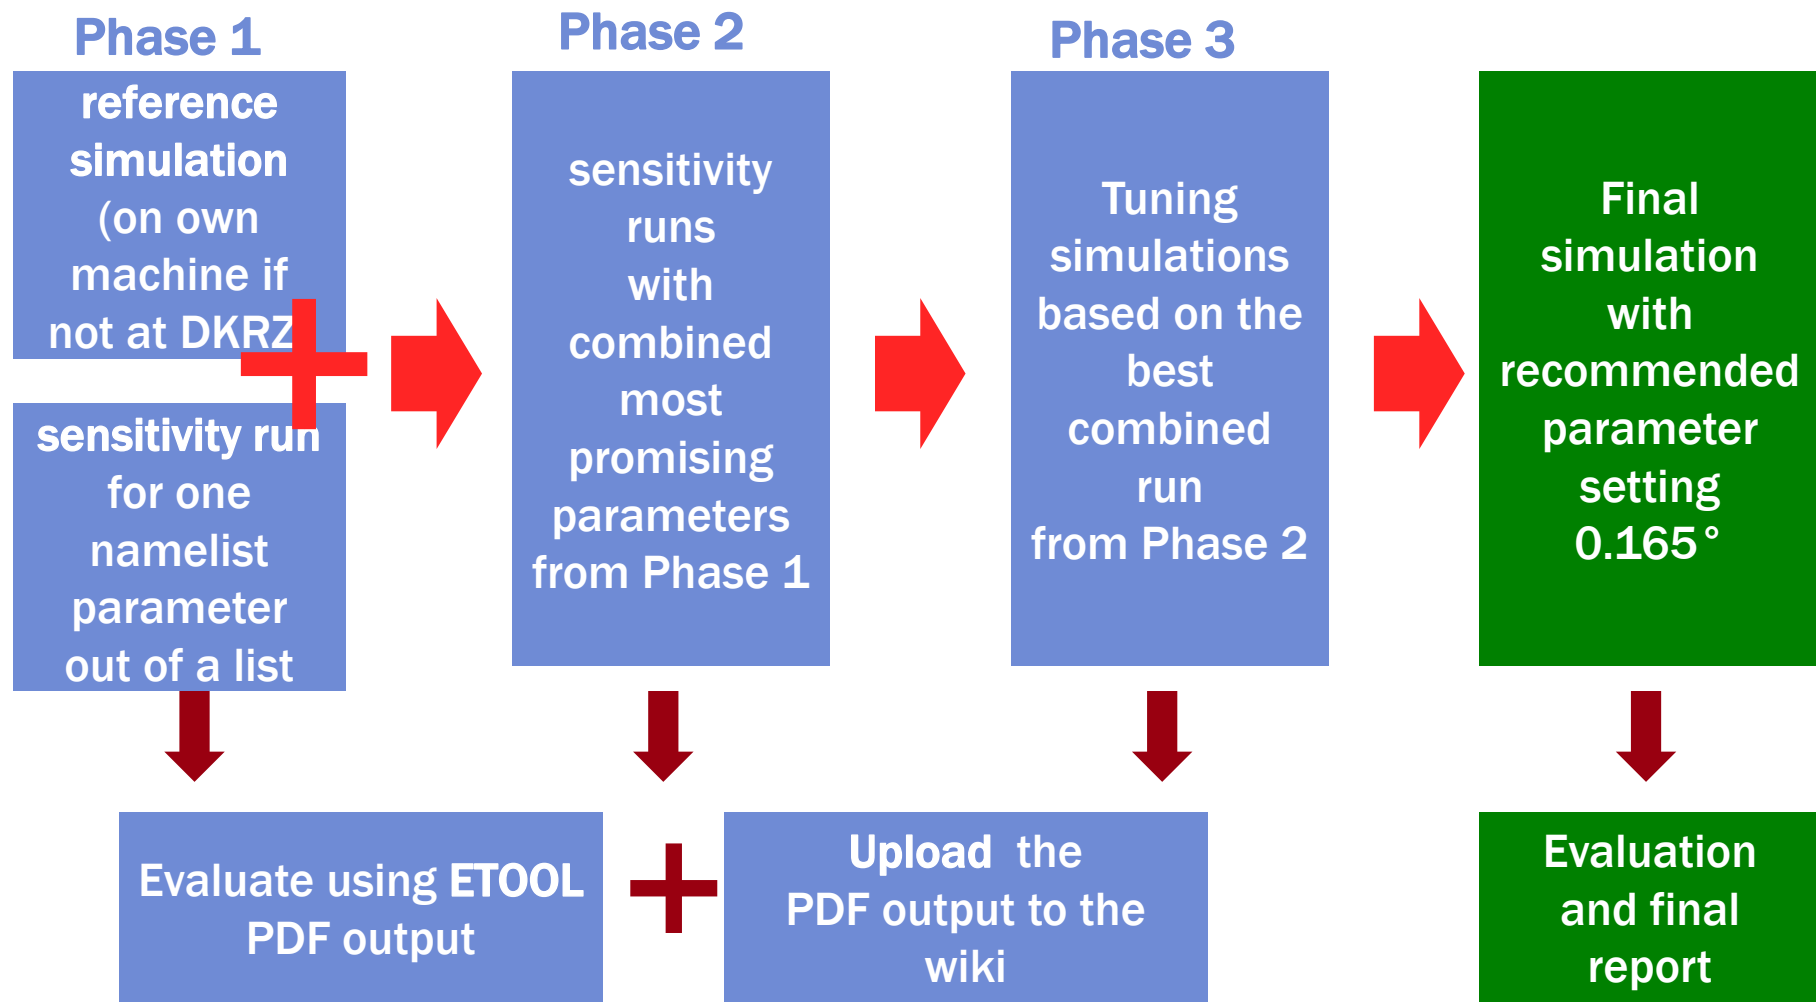 Phase 1
reference
simulation
(on own
machine if
not at DKRZ
sensitivity run
for one
namelist
parameter
out of a list
Phase 2
sensitivity
runs
with
combined
most
promising
parameters
from Phase 1
Phase 3
Tuning
simulations
based on the
best
combined
run
from Phase 2
Final
simulation
with
recommended
parameter
setting
0.165°
Evaluate using ETOOL
PDF output
Upload the
PDF output to the
wiki
Evaluation
and final
report